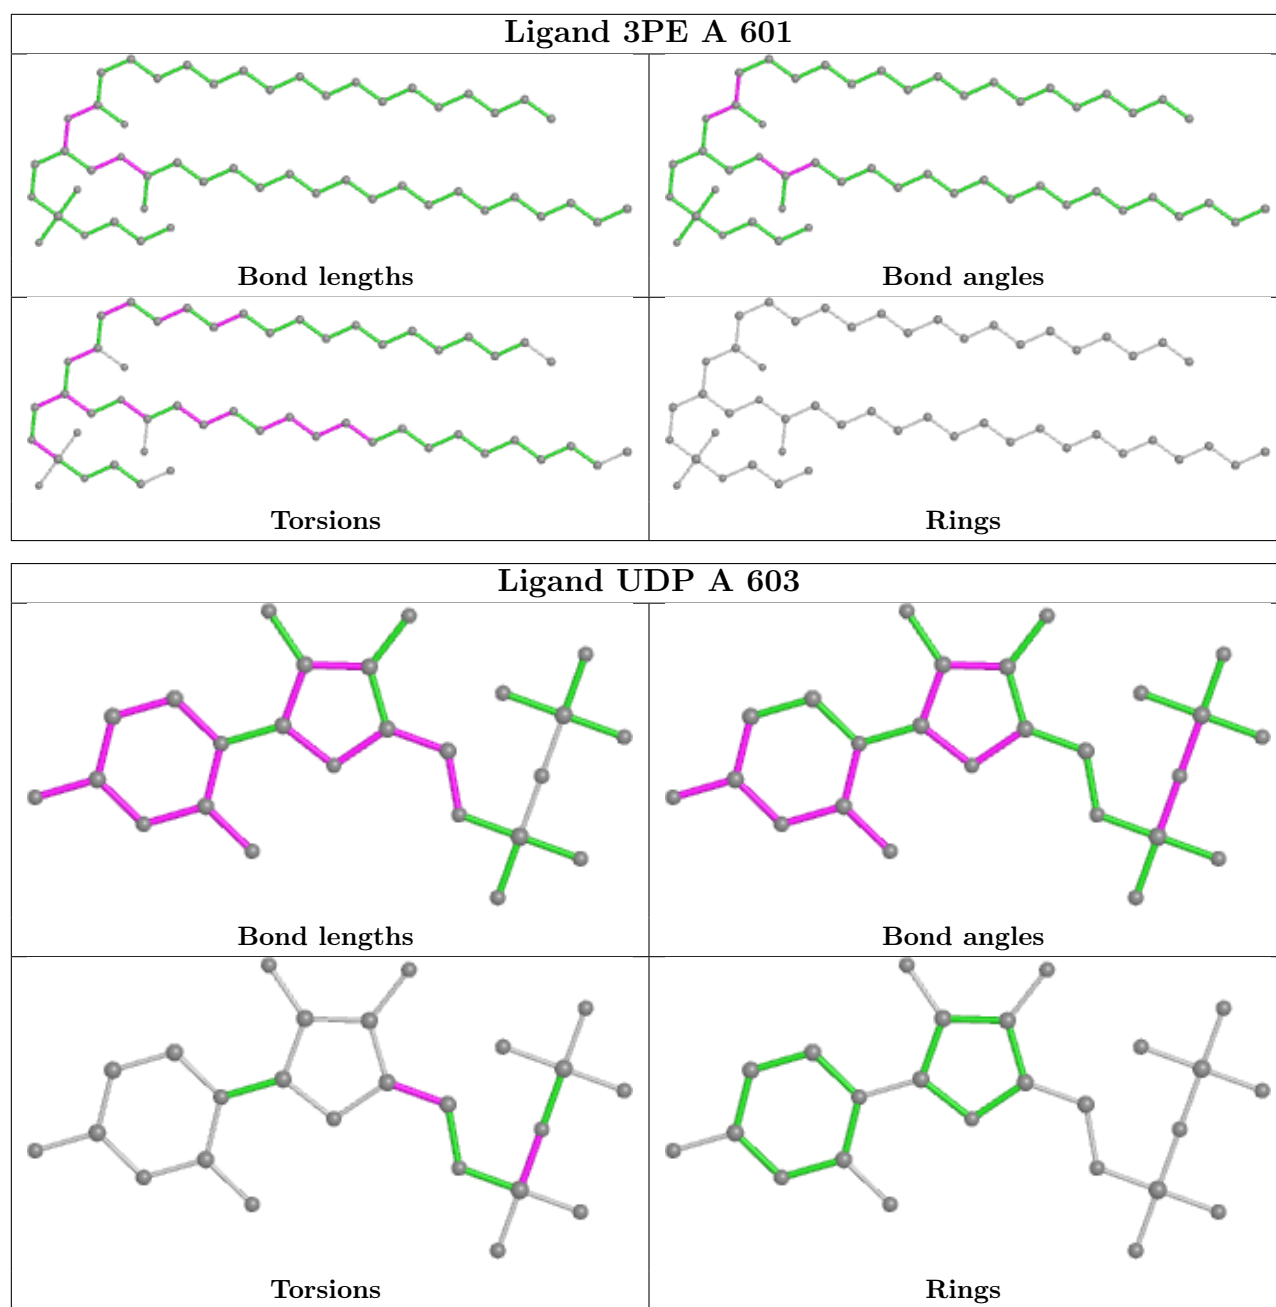 Ligand 3PE A 601
Bond lengths
Bond angles
Torsions
Rings
Ligand UDP A 603
Bond lengths
Bond angles
Torsions
Rings